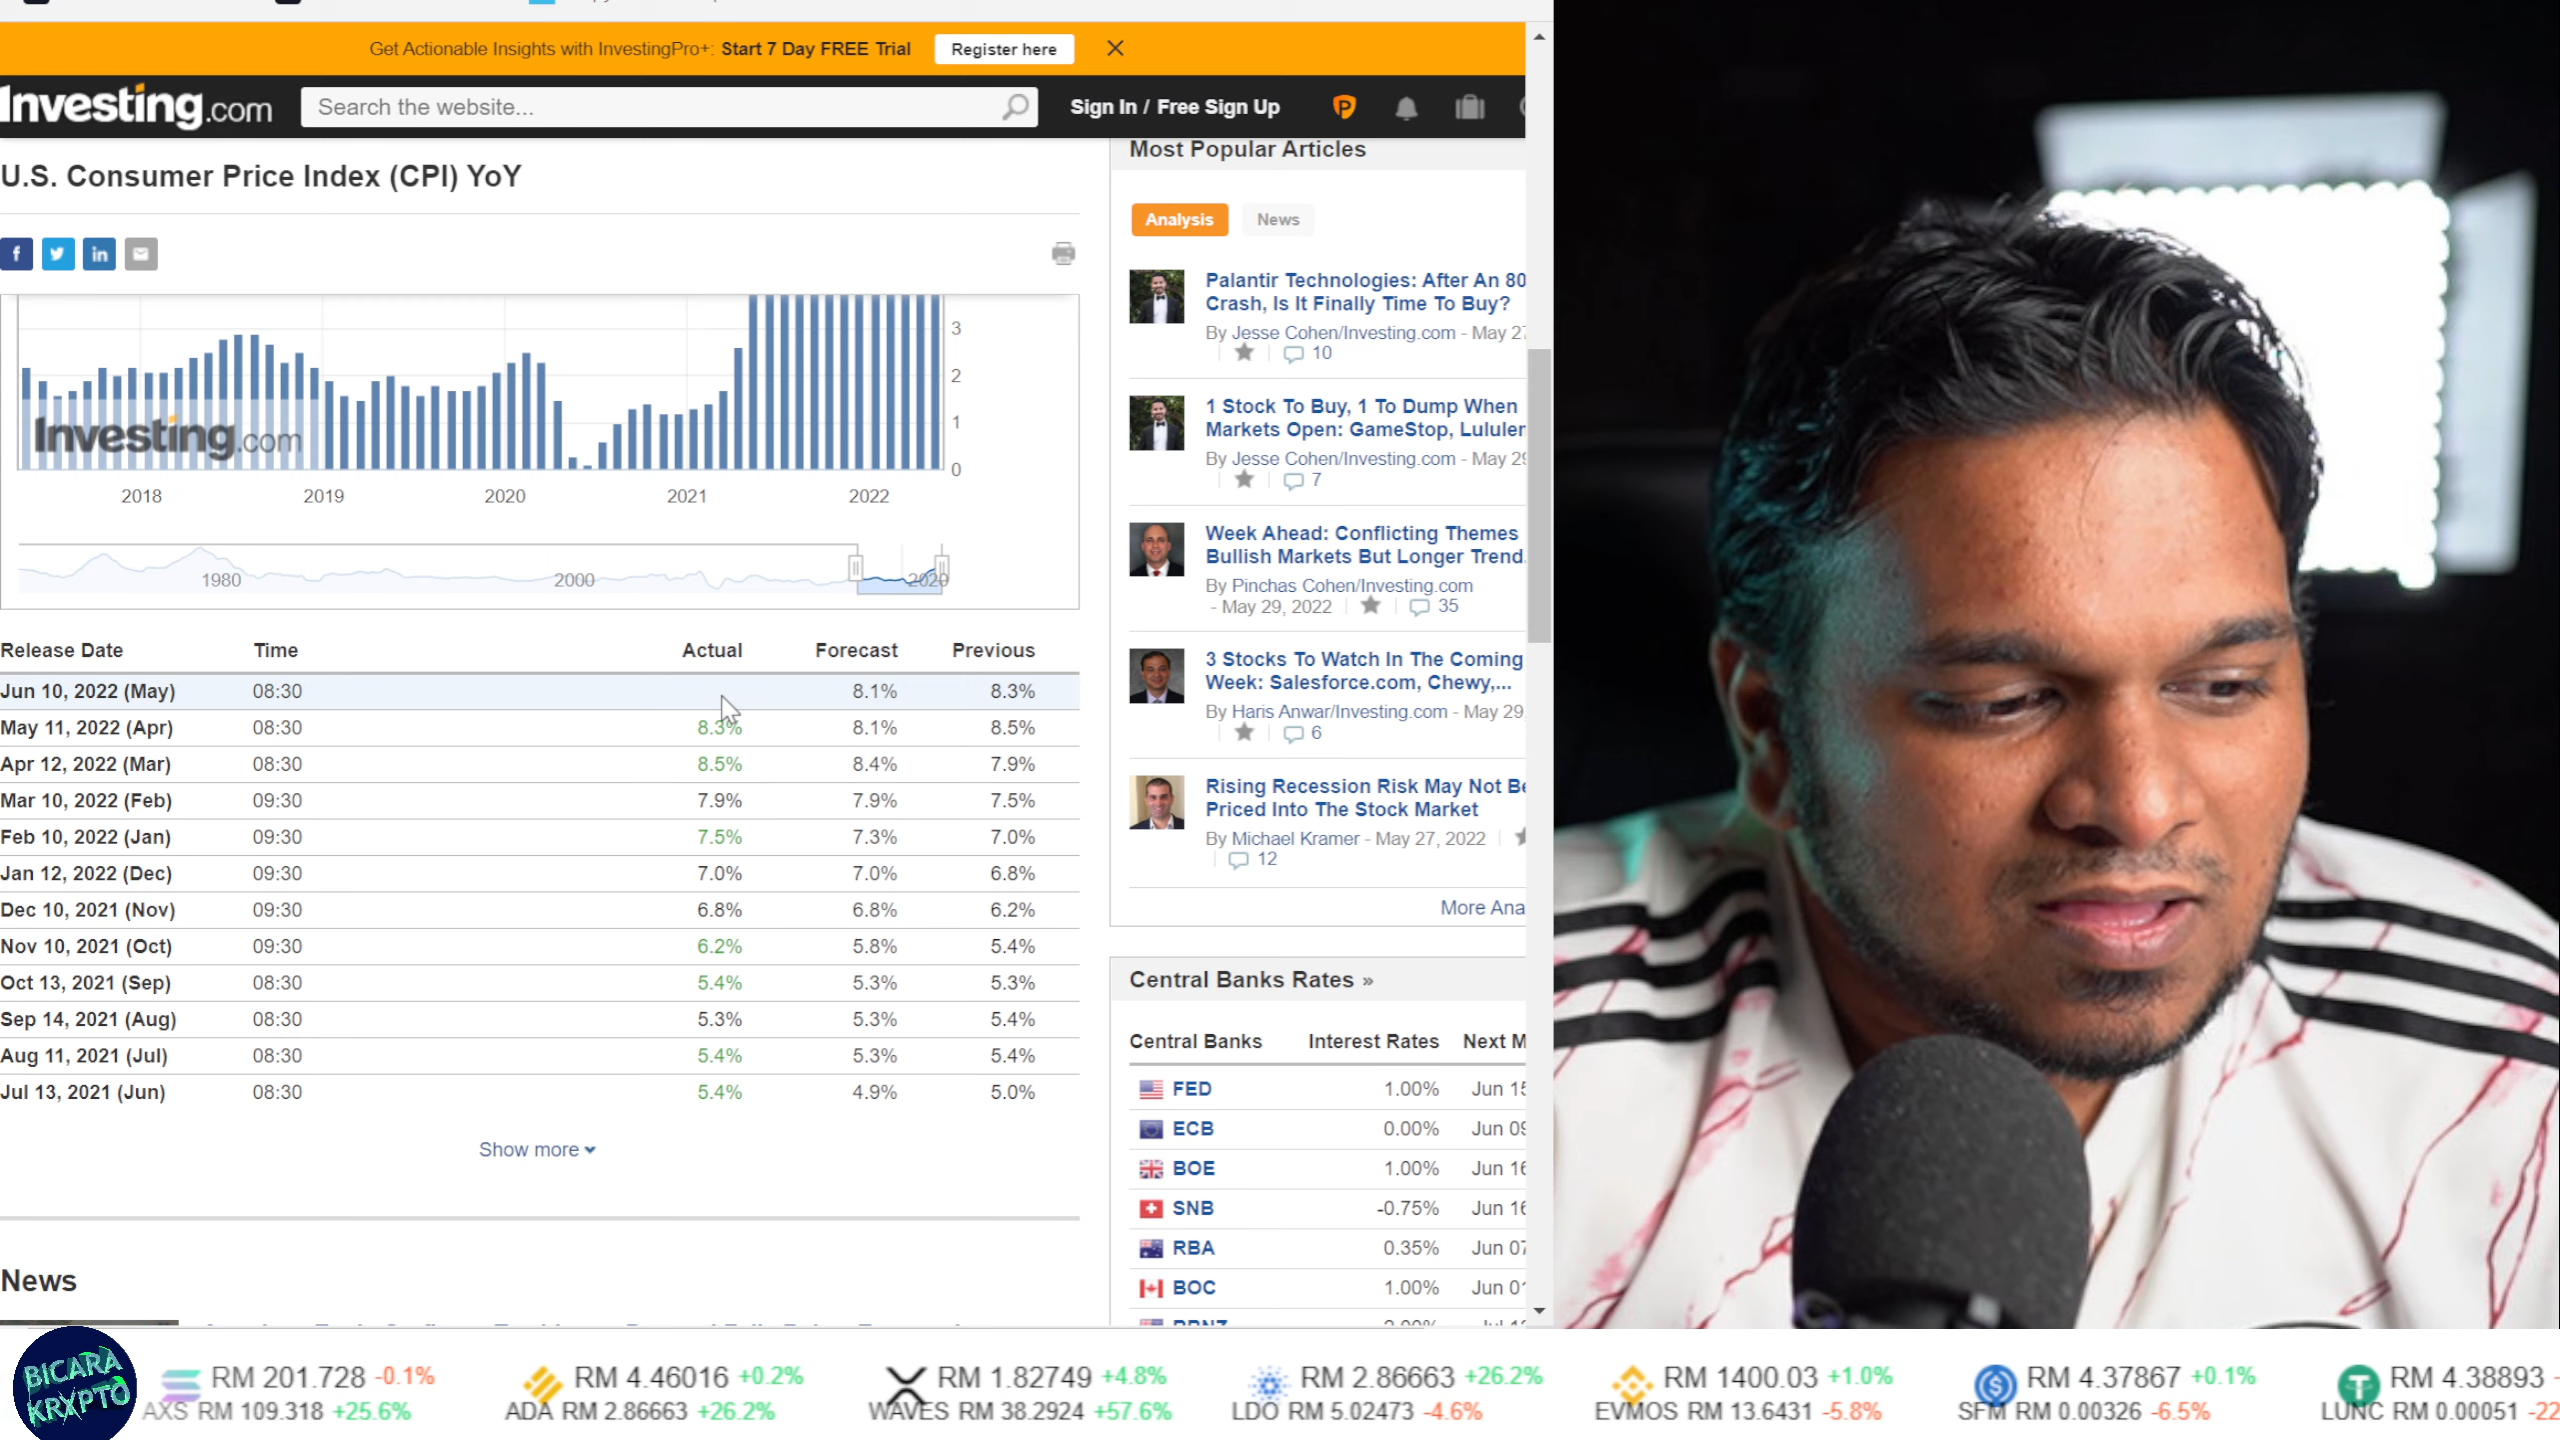 Get Actionable Insights with InvestingPro+: Start 7 Day FREE Trial
Register here
Investing.com
Search the website...
Sign In / Free Sign Up
U.S. Consumer Price Index (CPI) YoY
3
2
1
0
Investing.com
2018 2019 2020 2021 2022
1980 2000 2020
Release Date Time Actual Forecast Previous
Jun 10, 2022 (May) 08:30 8.1% 8.3%
May 11, 2022 (Apr) 08:30 8.3% 8.1% 8.5%
Apr 12, 2022 (Mar) 08:30 8.5% 8.4% 7.9%
Mar 10, 2022 (Feb) 09:30 7.9% 7.9% 7.5%
Feb 10, 2022 (Jan) 09:30 7.5% 7.3% 7.0%
Jan 12, 2022 (Dec) 09:30 7.0% 7.0% 6.8%
Dec 10, 2021 (Nov) 09:30 6.8% 6.8% 6.2%
Nov 10, 2021 (Oct) 09:30 6.2% 5.8% 5.4%
Oct 13, 2021 (Sep) 08:30 5.4% 5.3% 5.3%
Sep 14, 2021 (Aug) 08:30 5.3% 5.3% 5.4%
Aug 11, 2021 (Jul) 08:30 5.4% 5.3% 5.4%
Jul 13, 2021 (Jun) 08:30 5.4% 4.9% 5.0%
Show more
News
Most Popular Articles
Analysis News
Palantir Technologies: After An 80
Crash, Is It Finally Time To Buy?
By Jesse Cohen/Investing.com - May 27
10
1 Stock To Buy, 1 To Dump When
Markets Open: GameStop,
By Jesse Cohen/Investing.com - May 29
7
Week Ahead: Conflicting Themes
Bullish Markets But Longer Trend
By Pinchas Cohen/Investing.com
- May 29, 2022 35
3 Stocks To Watch In The Coming
Week: Salesforce.com, Chewy,...
By Haris Anwar/Investing.com - May 29
6
Rising Recession Risk May Not Be
Priced Into The Stock Market
By Michael Kramer - May 27, 2022
12
More
Central Banks Rates »
Central Banks Interest Rates Next
FED 1.00% Jun 15
ECB 0.00% Jun 09
BOE 1.00% Jun 16
SNB -0.75% Jun 16
RBA 0.35% Jun 07
BOC 1.00% Jun 01
BICARA
KRXPTO
RM 201.728 -0.1% RM 4.46016 +0.2% RM 1.82749 +4.8% RM 2.86663 +26.2% RM 1400.03 +1.0% RM 4.37867 +0.1% RM 4.38893
AXS RM 109.318 +25.6% ADA RM 2.86663 +26.2% WAVES RM 38.2924 +57.6% LDO RM 5.02473 -4.6% EVMOS RM 13.6431 -5.8% SFM RM 0.00326 -6.5% LUNC RM 0.00051 -22